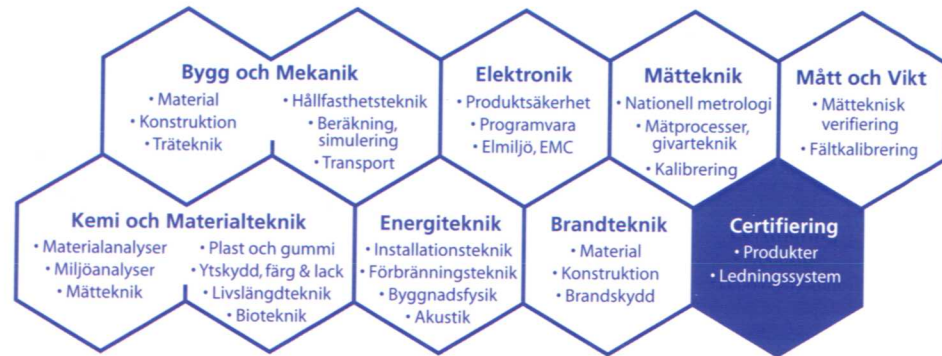 Bygg och Mekanik
• Material
• Konstruktion
• Träteknik
• Hållfasthetsteknik
• Beräkning,
simulering
• Transport
Elektronik
• Produktsäkerhet
• Programvara
• Elmiljö, EMC
Mätteknik
• Nationell metrologi
• Mätprocesser,
givarteknik
• Kalibrering
Mått och Vikt
• Mätteknisk
verifiering
• Fältkalibrering
Kemi och Materialteknik
• Materialanalyser
• Miljöanalyser
• Mätteknik
• Plast och gummi
• Ytskydd, färg & lack
• Livslängdteknik
• Bioteknik
Energiteknik
• Installationsteknik
• Förbränningsteknik
• Byggnadsfysik
• Akustik
Brandteknik
• Material
• Konstruktion
• Brandskydd
Certifiering
• Produkter
• Ledningssystem